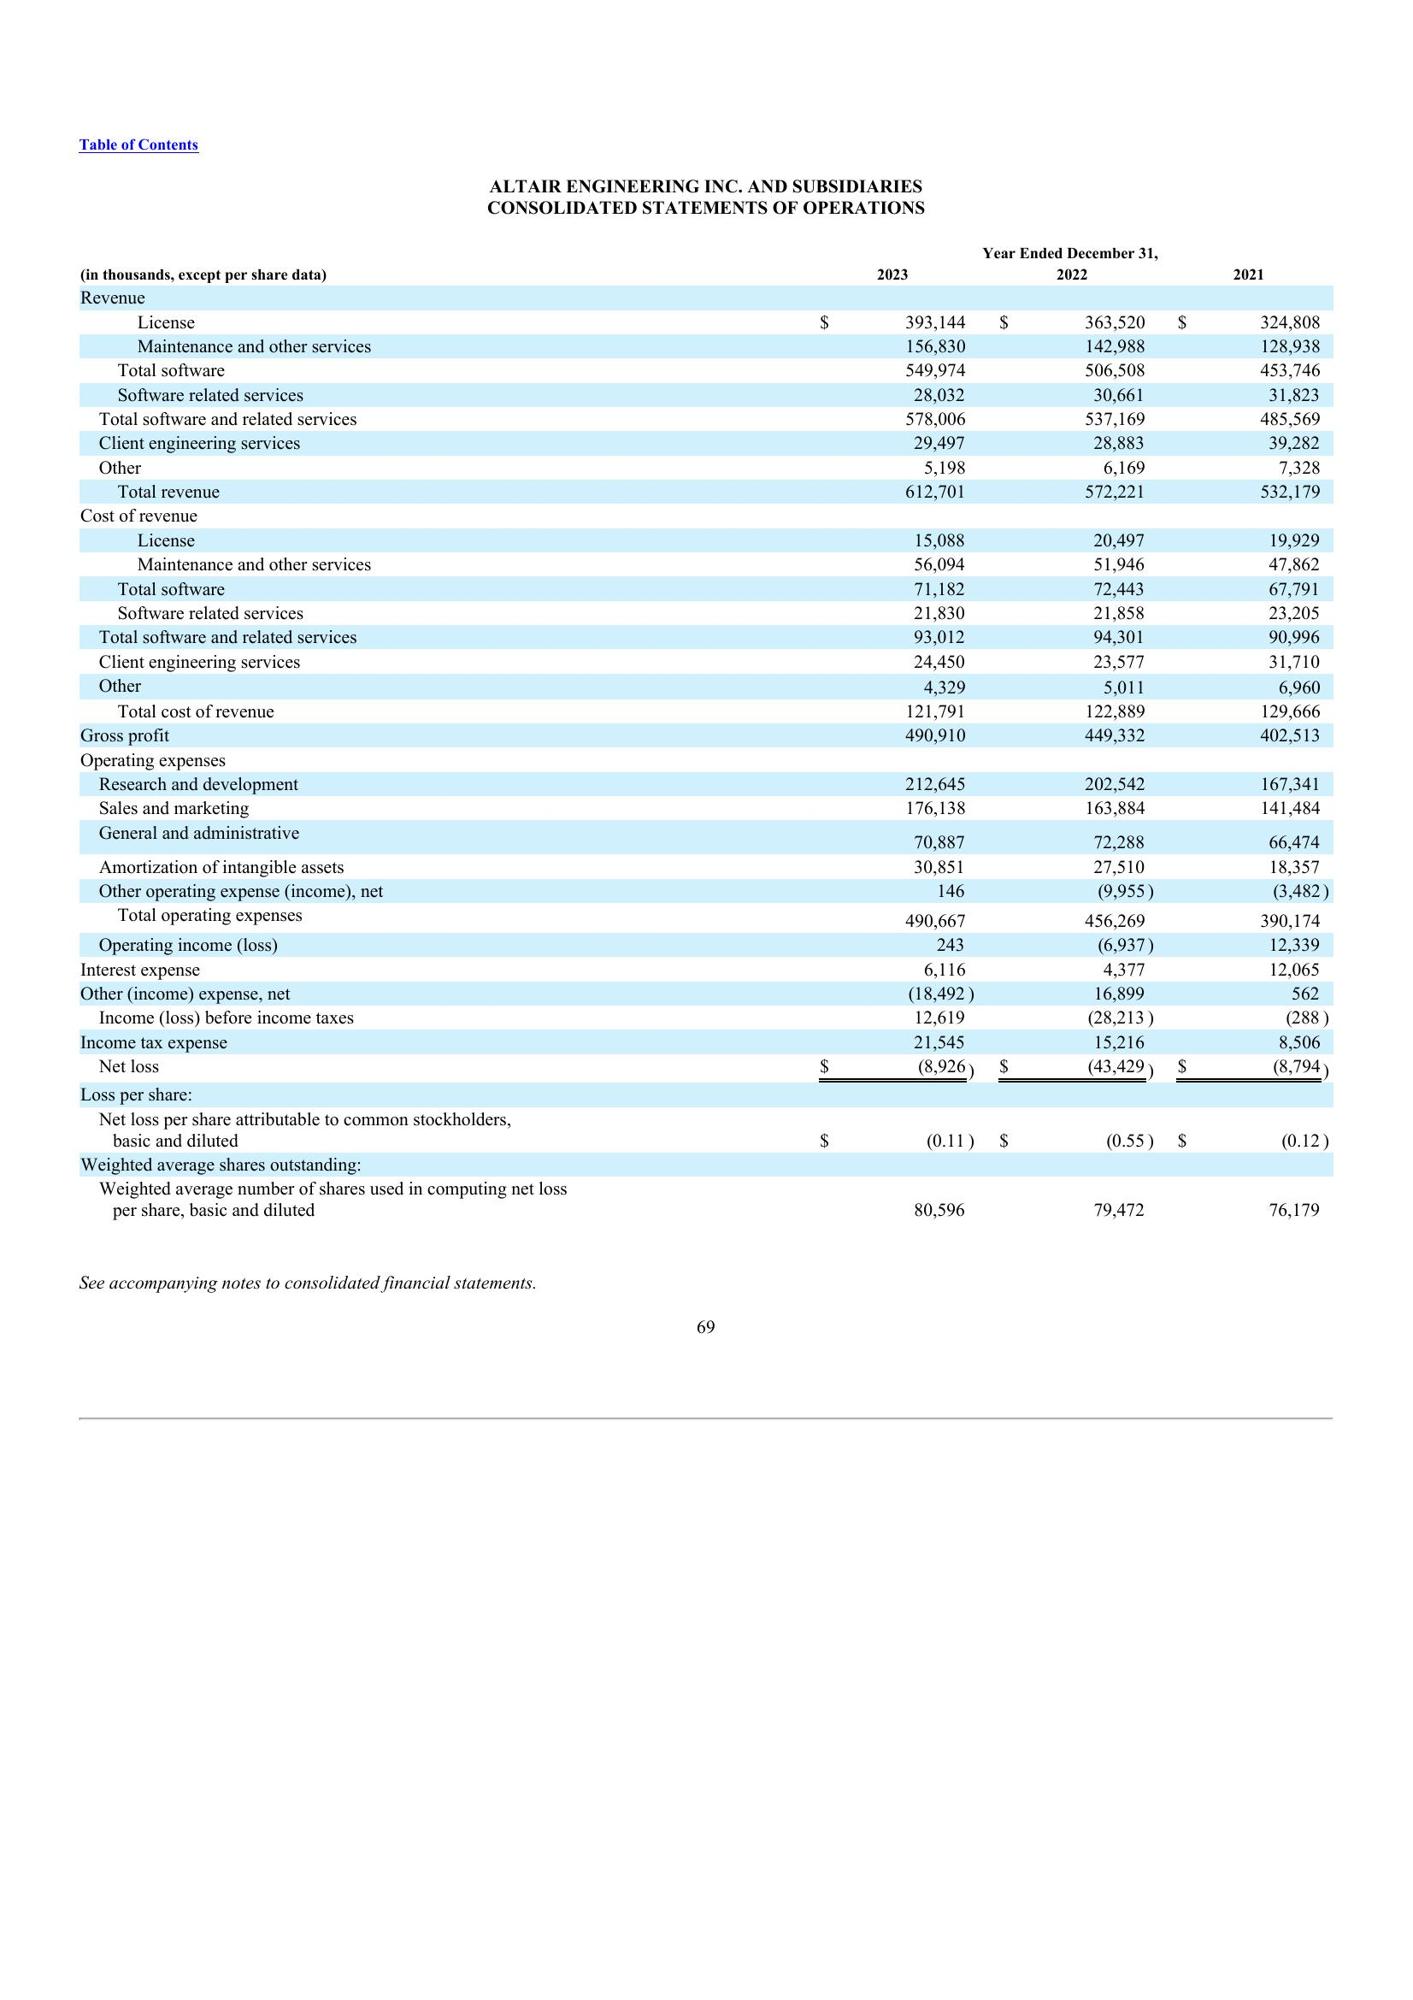 Table of Contents
ALTAIR ENGINEERING INC. AND SUBSIDIARIES
CONSOLIDATED STATEMENTS OF OPERATIONS
Year Ended December 31,
(in thousands, except per share data) 2023 2022 2021
Revenue
License $ 393,144 $ 363,520 $ 324,808
Maintenance and other services 156,830 142,988 128,938
Total software 549,974 506,508 453,746
Software related services 28,032 30,661 31,823
Total software and related services 578,006 537,169 485,569
Client engineering services 29,497 28,883 39,282
Other 5,198 6,169 7,328
Total revenue 612,701 572,221 532,179
Cost of revenue
License 15,088 20,497 19,929
Maintenance and other services 56,094 51,946 47,862
Total software 71,182 72,443 67,791
Software related services 21,830 21,858 23,205
Total software and related services 93,012 94,301 90,996
Client engineering services 24,450 23,577 31,710
Other 4,329 5,011 6,960
Total cost of revenue 121,791 122,889 129,666
Gross profit 490,910 449,332 402,513
Operating expenses
Research and development 212,645 202,542 167,341
Sales and marketing 176,138 163,884 141,484
General and administrative 70,887 72,288 66,474
Amortization of intangible assets 30,851 27,510 18,357
Other operating expense (income), net 146 (9,955) (3,482)
Total operating expenses 490,667 456,269 390,174
Operating income (loss) 243 (6,937) 12,339
Interest expense 6,116 4,377 12,065
Other (income) expense, net (18,492) 16,899 562
Income (loss) before income taxes 12,619 (28,213) (288)
Income tax expense 21,545 15,216 8,506
Net loss $ (8,926) $ (43,429) $ (8,794)
Loss per share:
Net loss per share attributable to common stockholders,
basic and diluted $ (0.11) $ (0.55) $ (0.12)
Weighted average shares outstanding:
Weighted average number of shares used in computing net loss
per share, basic and diluted 80,596 79,472 76,179
See accompanying notes to consolidated financial statements.
69